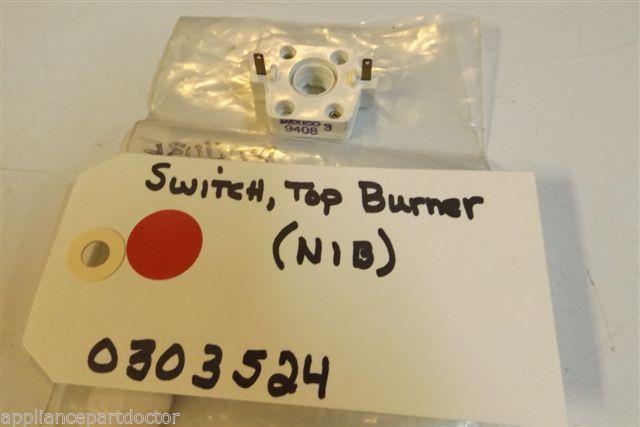 MEXICO 3
9408
Switch, Top Burner
(NIB)
0303524
appliancepartdoctor